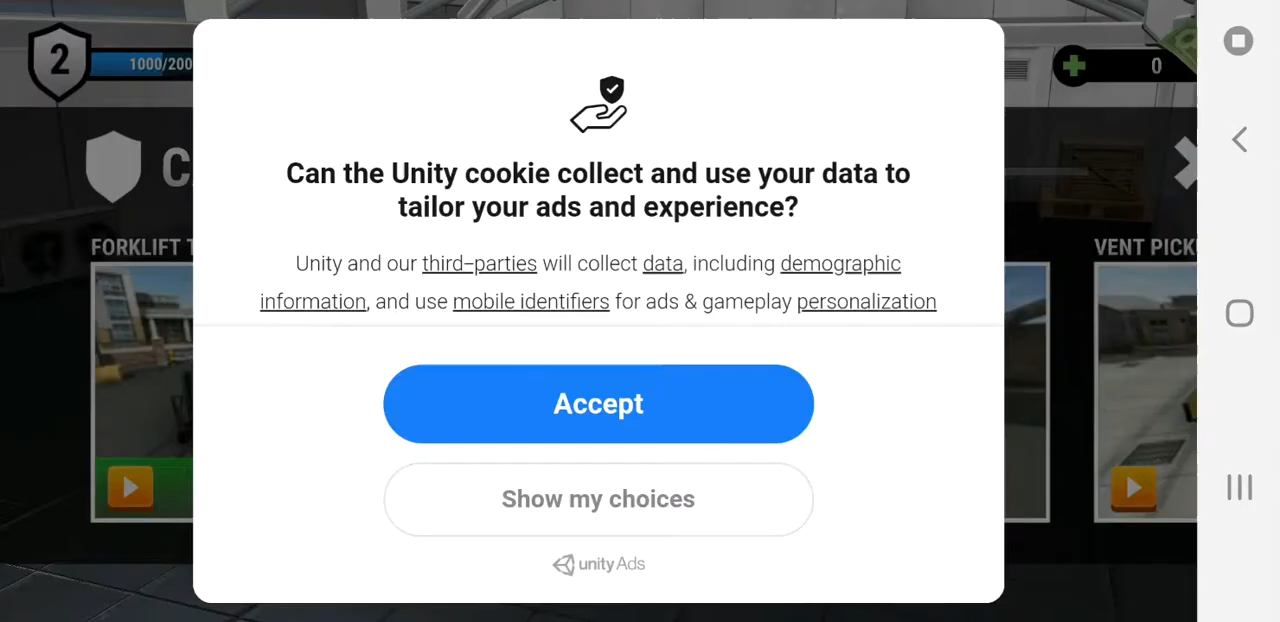 2
1000/200
0
Can the Unity cookie collect and use your data to
tailor your ads and experience?
FORKLIFT
VENT PICK
Unity and our third-parties will collect data, including demographic
information, and use mobile identifiers for ads & gameplay personalization
Accept
Show my choices
unity Ads